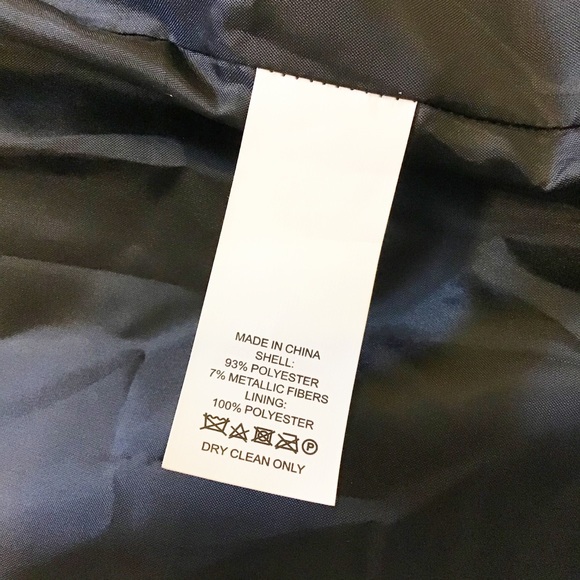 MADE IN CHINA
SHELL:
93% POLYESTER
7% METALLIC FIBERS
LINING:
100% POLYESTER
P
DRY CLEAN ONLY